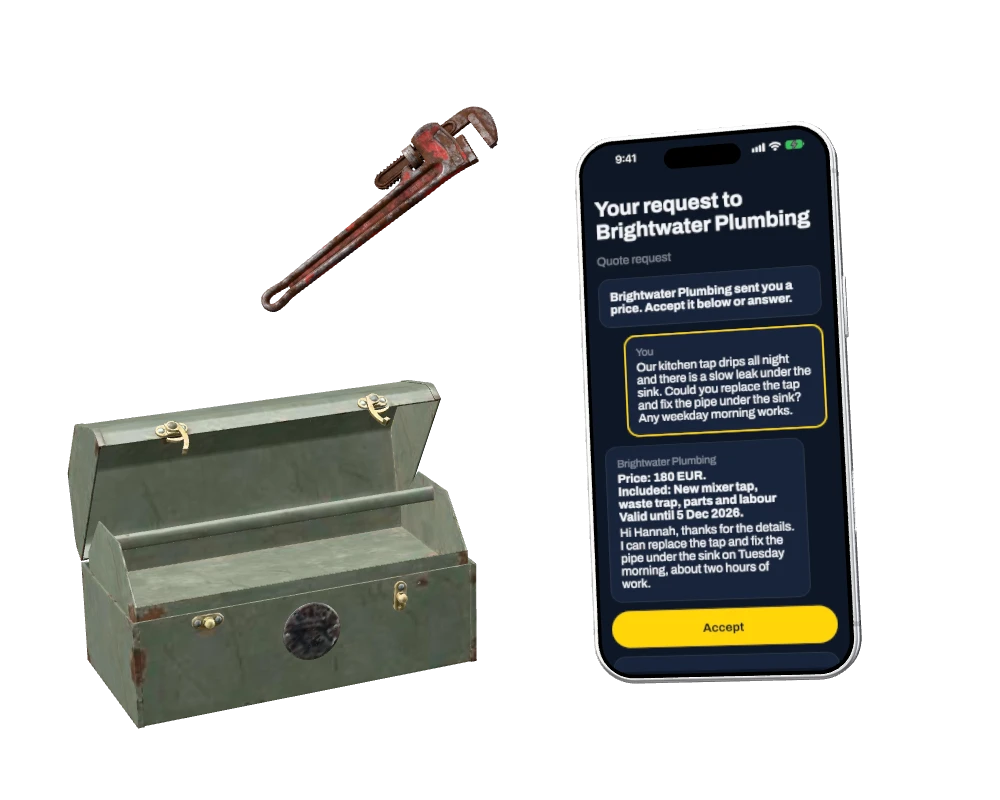 9:41
Your request to
Brightwater Plumbing
Quote request
Brightwater Plumbing sent you a
price. Accept it below or answer.
You
Our kitchen tap drips all night
and there is a slow leak under the
sink. Could you replace the tap
and fix the pipe under the sink?
Any weekday morning works.
Brightwater Plumbing
Price: 180 EUR.
Included: New mixer tap,
waste trap, parts and labour
Valid until 5 Dec 2026.
Hi Hannah, thanks for the details.
I can replace the tap and fix the
pipe under the sink on Tuesday
morning, about two hours of
work.
Accept